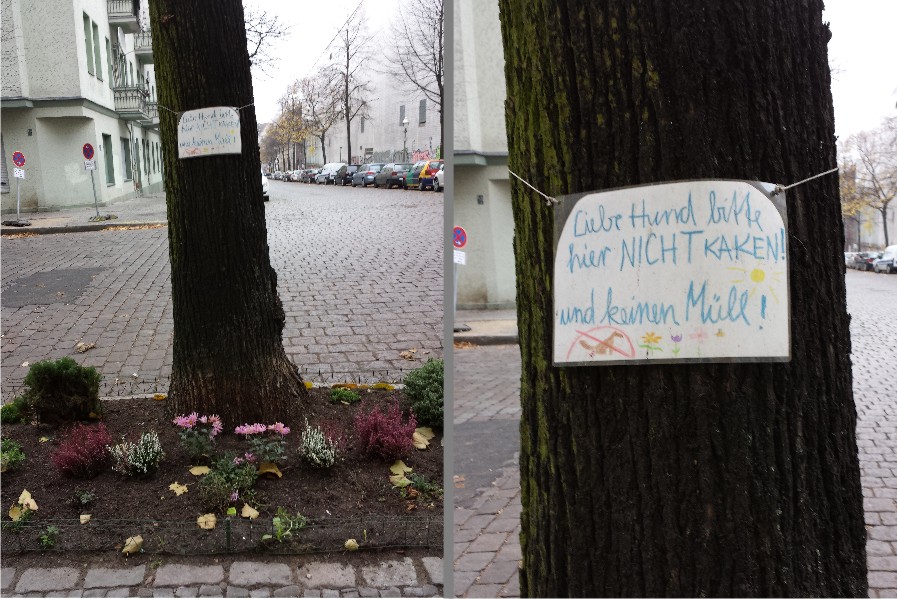 Liebe Hund bitte
hier NICHT KAKEN!
und keinen Müll!